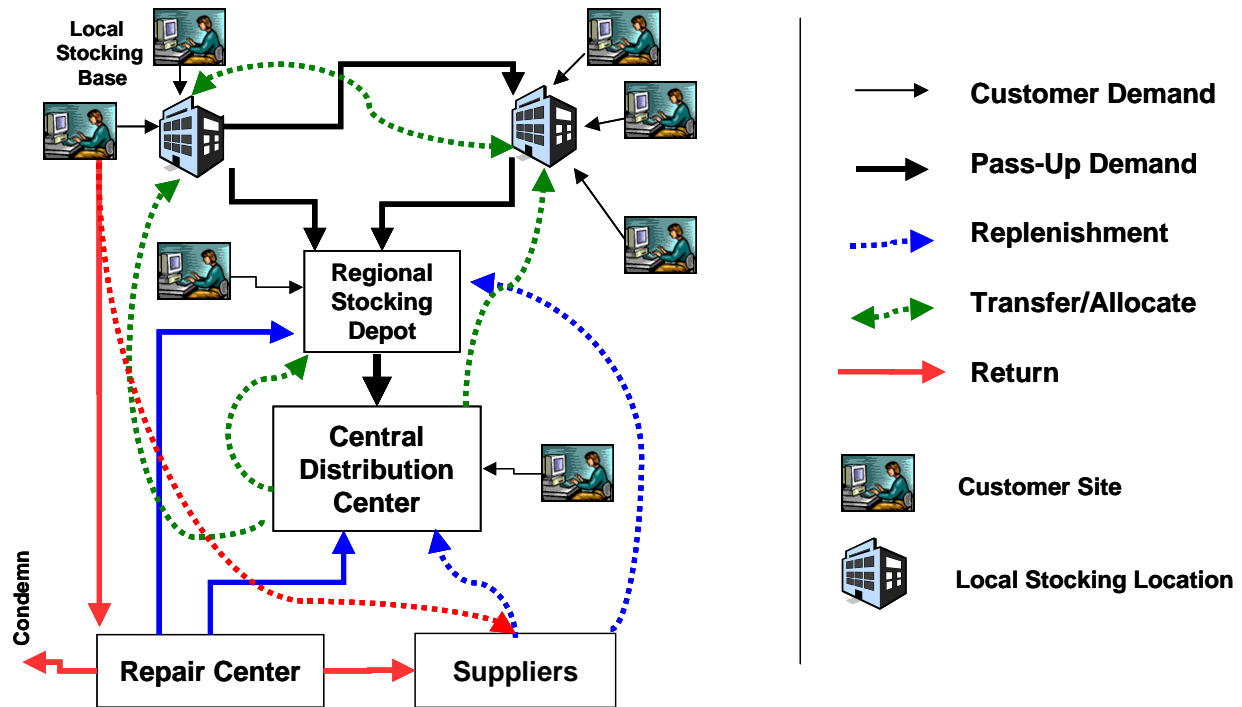 Local
Stocking
Base
Regional
Stocking
Depot
Central
Distribution
Center
Condemn
Repair Center
Suppliers
Customer Demand
Pass-Up Demand
Replenishment
Transfer/Allocate
Return
Customer Site
Local Stocking Location